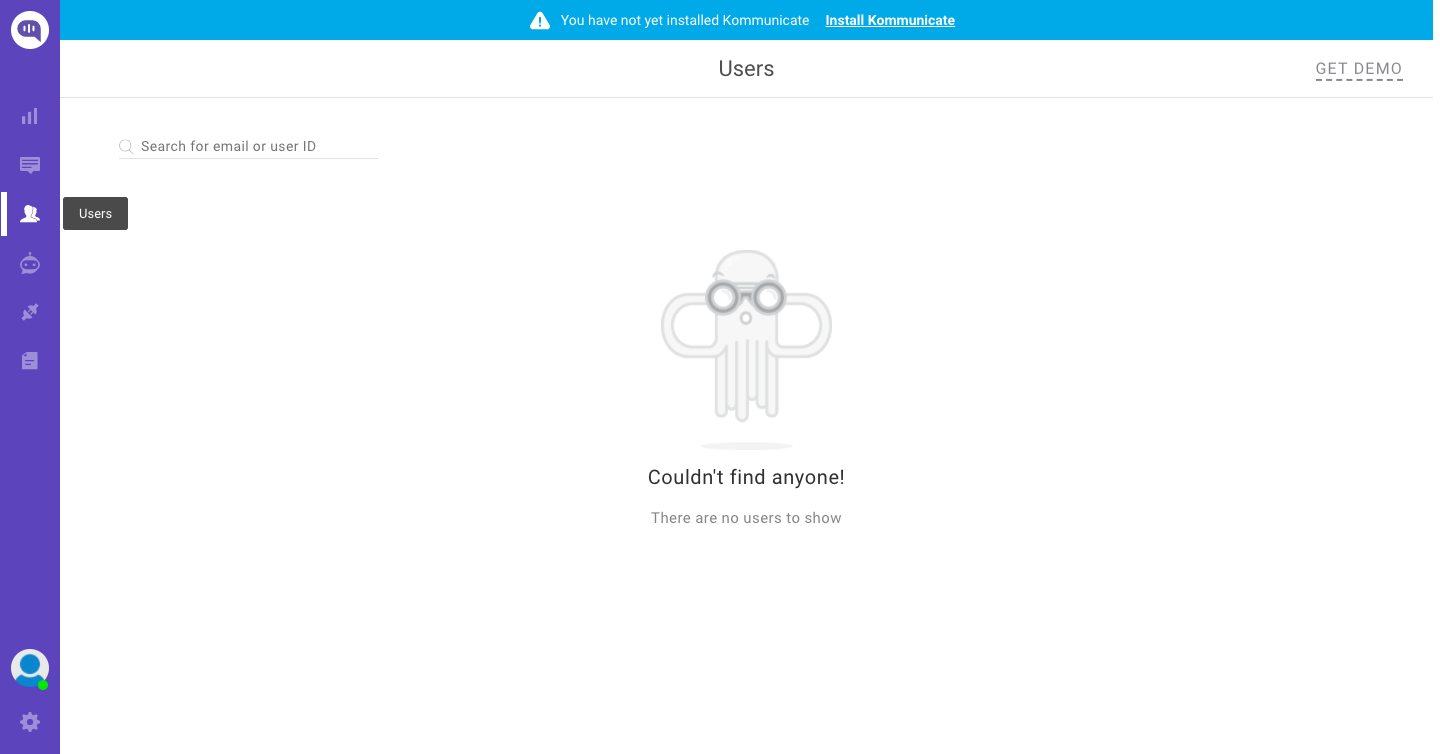 You have not yet installed Kommunicate Install Kommunicate
Users
GET DEMO
Search for email or user ID
Users
Couldn't find anyone!
There are no users to show